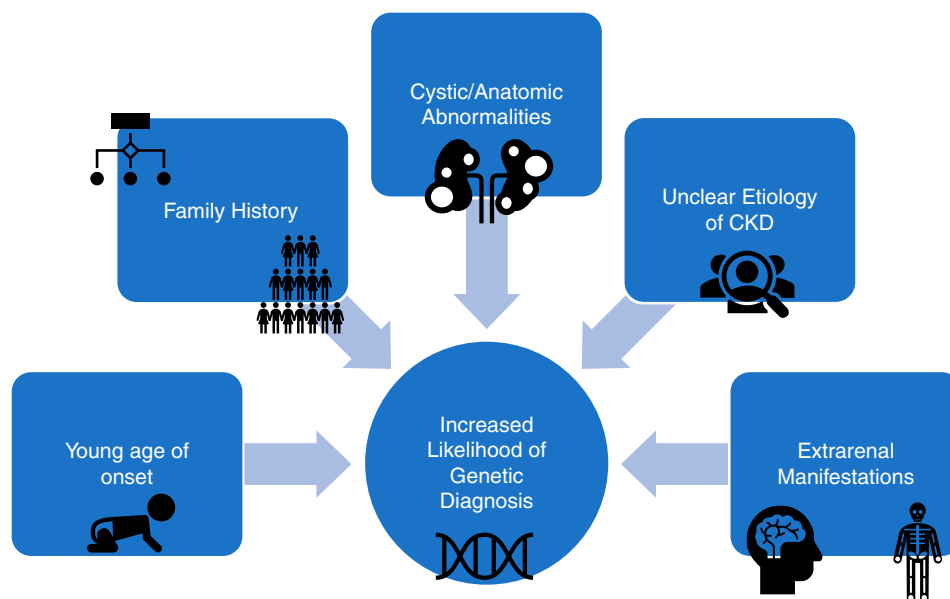 Cystic/Anatomic
Abnormalities
Family History
Unclear Etiology
of CKD
Young age of
onset
Increased
Likelihood of
Genetic
Diagnosis
Extrarenal
Manifestations